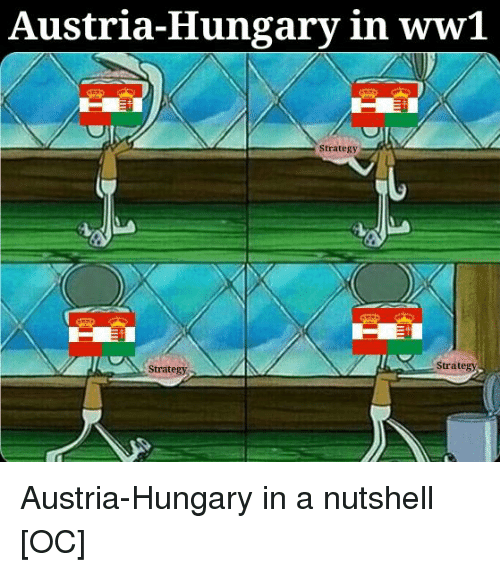 Austria-Hungary in ww1
Strategy
Strategy
Strategy
Austria-Hungary in a nutshell
[OC]